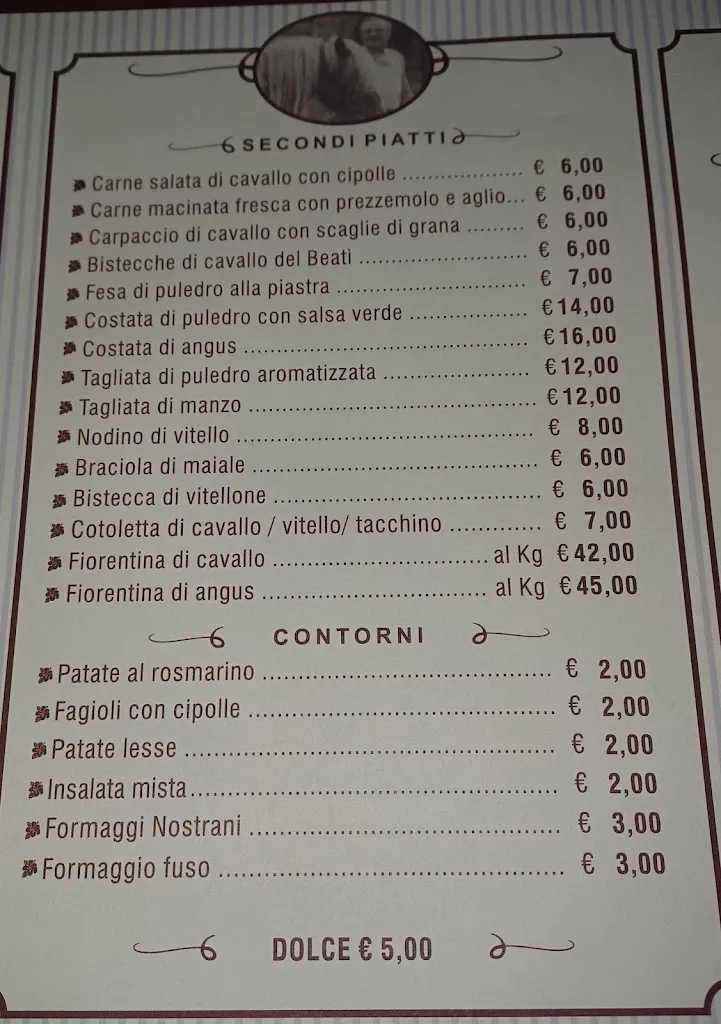 SECONDI PIATTI
Carne salata di cavallo con cipolle ................... € 6,00
Carne macinata fresca con prezzemolo e aglio... € 6,00
Carpaccio di cavallo con scaglie di grana ......... € 6,00
Bistecche di cavallo del Beatì ........................... € 6,00
Fesa di puledro alla piastra .............................. € 7,00
Costata di puledro con salsa verde ................... € 14,00
Costata di angus ............................................. € 16,00
Tagliata di puledro aromatizzata ....................... € 12,00
Tagliata di manzo ............................................. € 12,00
Nodino di vitello ............................................... € 8,00
Braciola di maiale ............................................. € 6,00
Bistecca di vitellone .......................................... € 6,00
Cotoletta di cavallo / vitello/ tacchino .............. € 7,00
Fiorentina di cavallo .................................. al Kg € 42,00
Fiorentina di angus .................................... al Kg € 45,00
CONTORNI
Patate al rosmarino ............................................ € 2,00
Fagioli con cipolle .............................................. € 2,00
Patate lesse ....................................................... € 2,00
Insalata mista ..................................................... € 2,00
Formaggi Nostrani .............................................. € 3,00
Formaggio fuso .................................................. € 3,00
DOLCE € 5,00